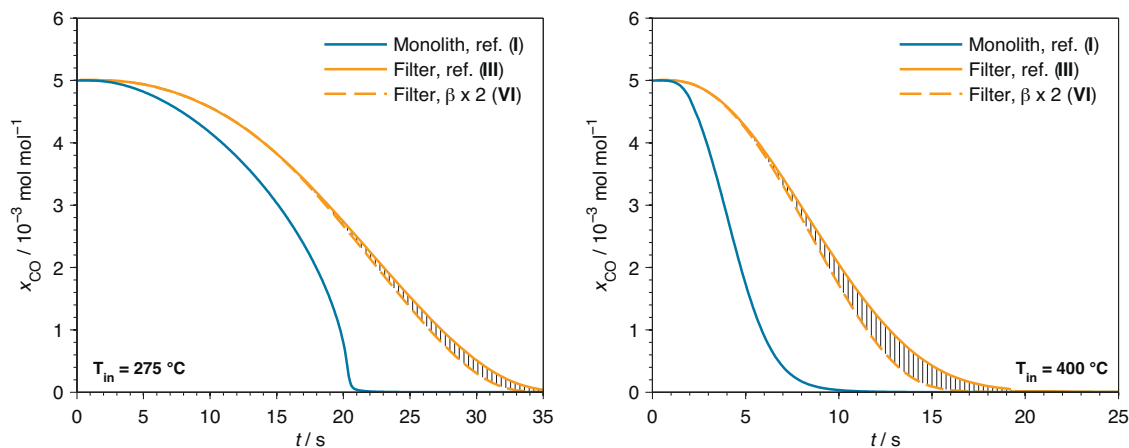 6
5
4
3
2
1
0
x_CO / 10⁻³ mol mol⁻¹
Monolith, ref. (I)
Filter, ref. (III)
Filter, β x 2 (VI)
T_in = 275 °C
0 5 10 15 20 25 30 35
t / s
6
5
4
3
2
1
0
x_CO / 10⁻³ mol mol⁻¹
Monolith, ref. (I)
Filter, ref. (III)
Filter, β x 2 (VI)
T_in = 400 °C
0 5 10 15 20 25
t / s